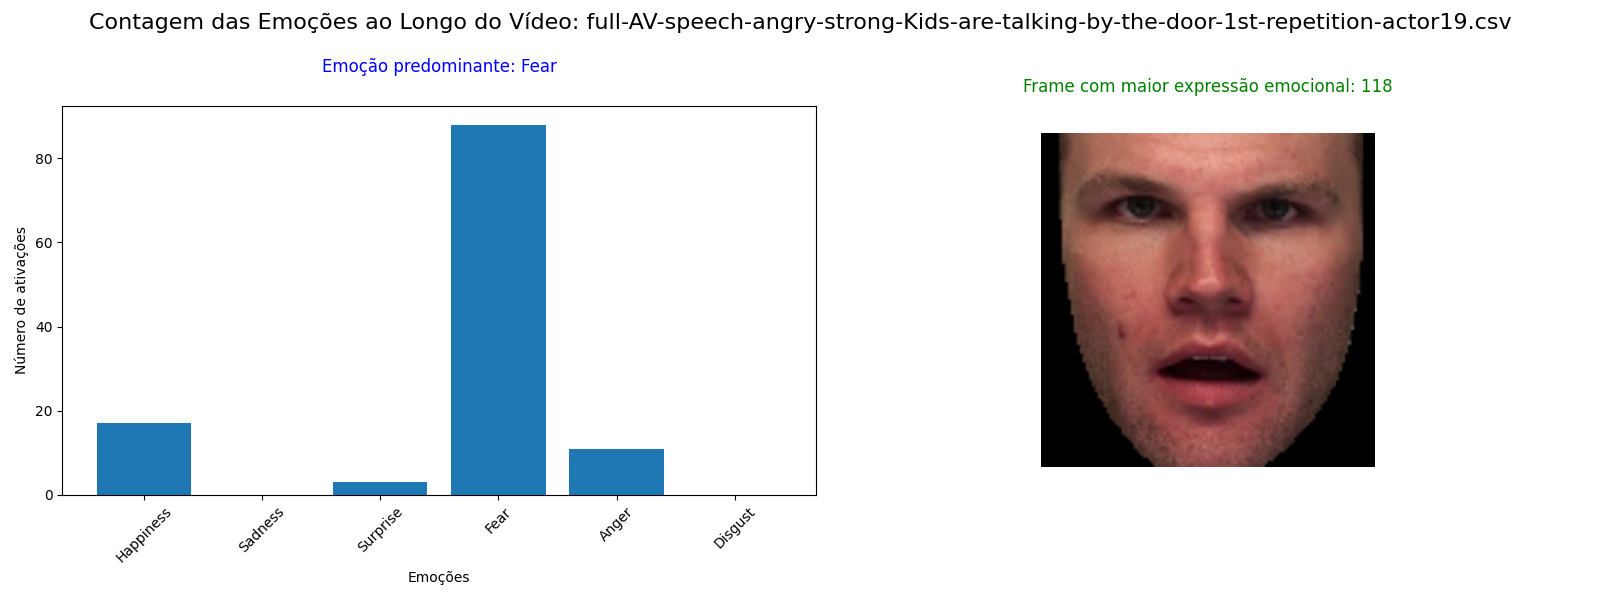 Contagem das Emoções ao Longo do Vídeo: full-AV-speech-angry-strong-Kids-are-talking-by-the-door-1st-repetition-actor19.csv
Emoção predominante: Fear
Número de ativações
80
60
40
20
0
Happiness
Sadness
Surprise
Fear
Anger
Disgust
Emoções
Frame com maior expressão emocional: 118